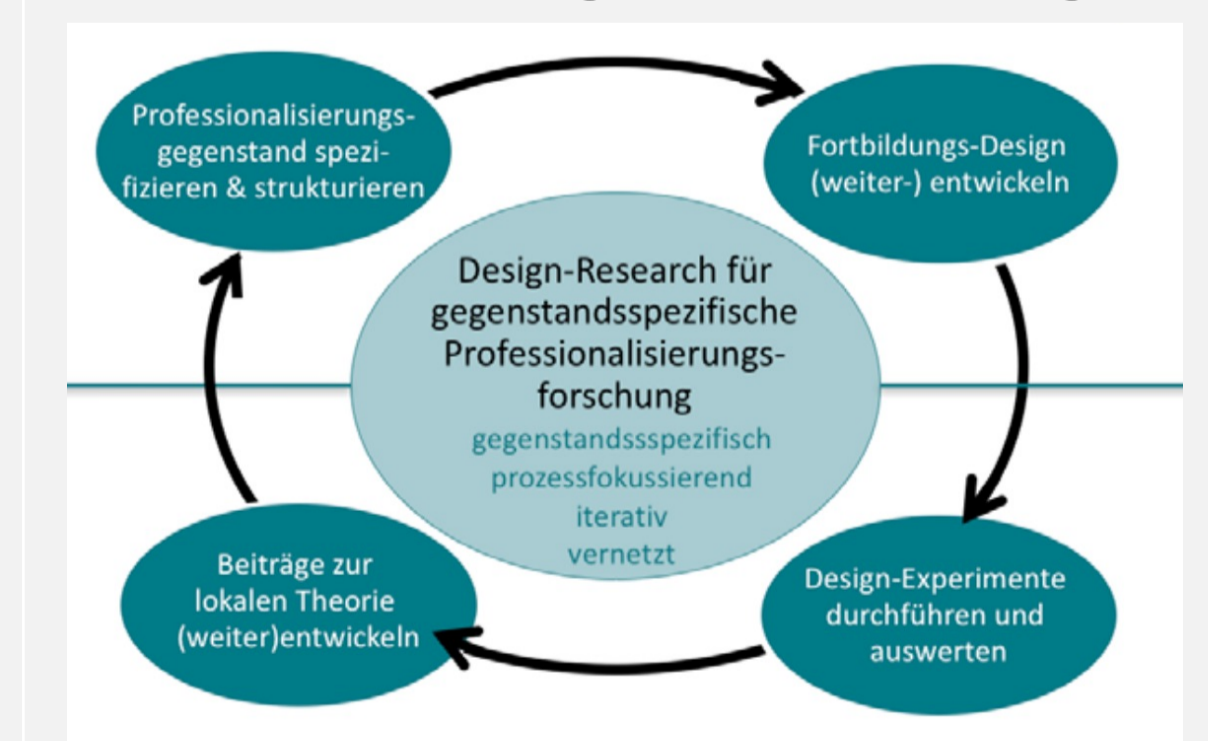 Professionalisierungs-
gegenstand spezi-
fizieren & strukturieren
Fortbildungs-Design
(weiter-) entwickeln
Design-Research für
gegenstandsspezifische
Professionalisierungs-
forschung
gegenstandssspezifisch
prozessfokussierend
iterativ
vernetzt
Beiträge zur
lokalen Theorie
(weiter)entwickeln
Design-Experimente
durchführen und
auswerten